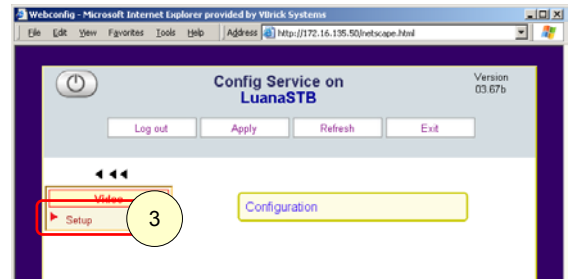 Webconfig - Microsoft Internet Explorer provided by VBrick Systems
File Edit View Favorites Tools Help Address http://172.16.135.50/netscape.html
Config Service on
LuanaSTB
Version
03.67b
Log out Apply Refresh Exit
Video
Setup
3
Configuration